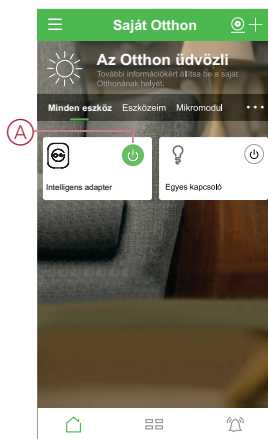 Saját Otthon
Az Otthon üdvözli
További információkért állítsa be a saját
Otthonának helyét.
Minden eszköz Eszközeim Mikromodul
A
Intelligens adapter Egyes kapcsoló